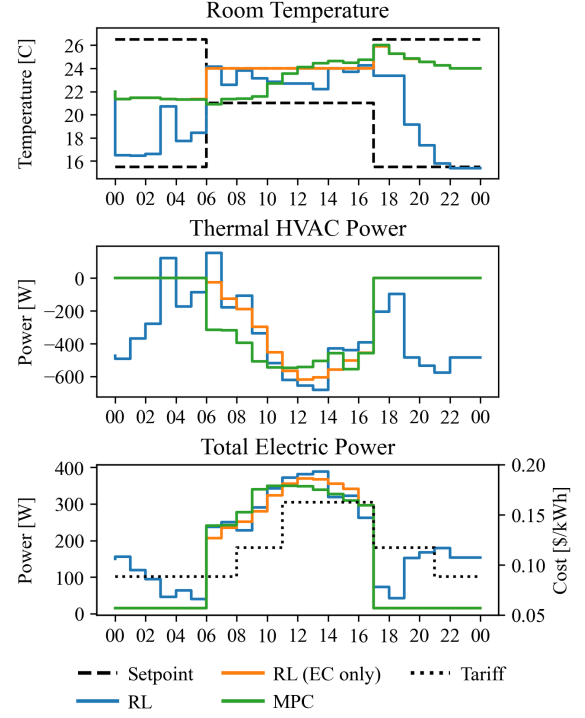 Room Temperature
Temperature [C]
26
24
22
20
18
16
00 02 04 06 08 10 12 14 16 18 20 22 00
Thermal HVAC Power
Power [W]
0
−200
−400
−600
00 02 04 06 08 10 12 14 16 18 20 22 00
Total Electric Power
Power [W]
400
300
200
100
0
0.20
0.15
0.10
0.05
Cost [$/kWh]
00 02 04 06 08 10 12 14 16 18 20 22 00
Setpoint RL (EC only) Tariff
RL MPC